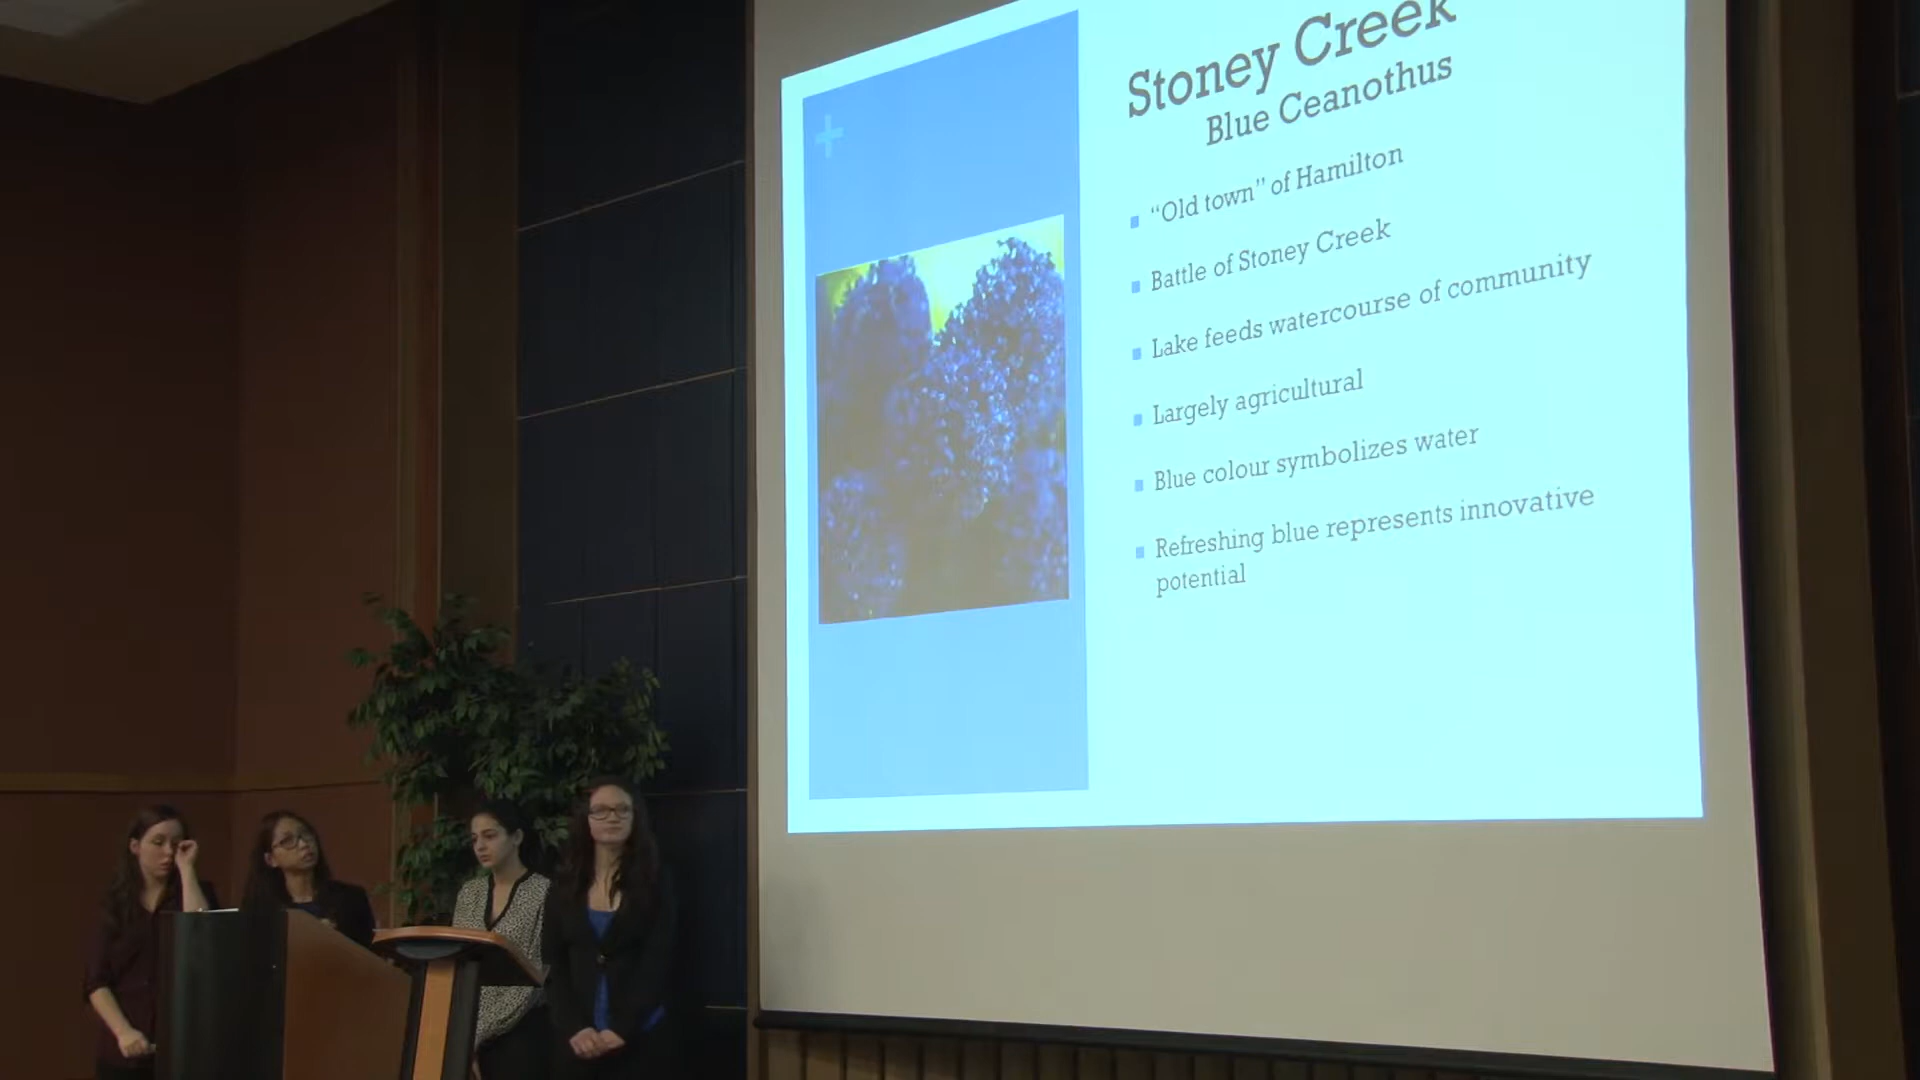 Stoney Creek
Blue Ceanothus
“Old town” of Hamilton
Battle of Stoney Creek
Lake feeds watercourse of community
Largely agricultural
Blue colour symbolizes water
Refreshing blue represents innovative
potential